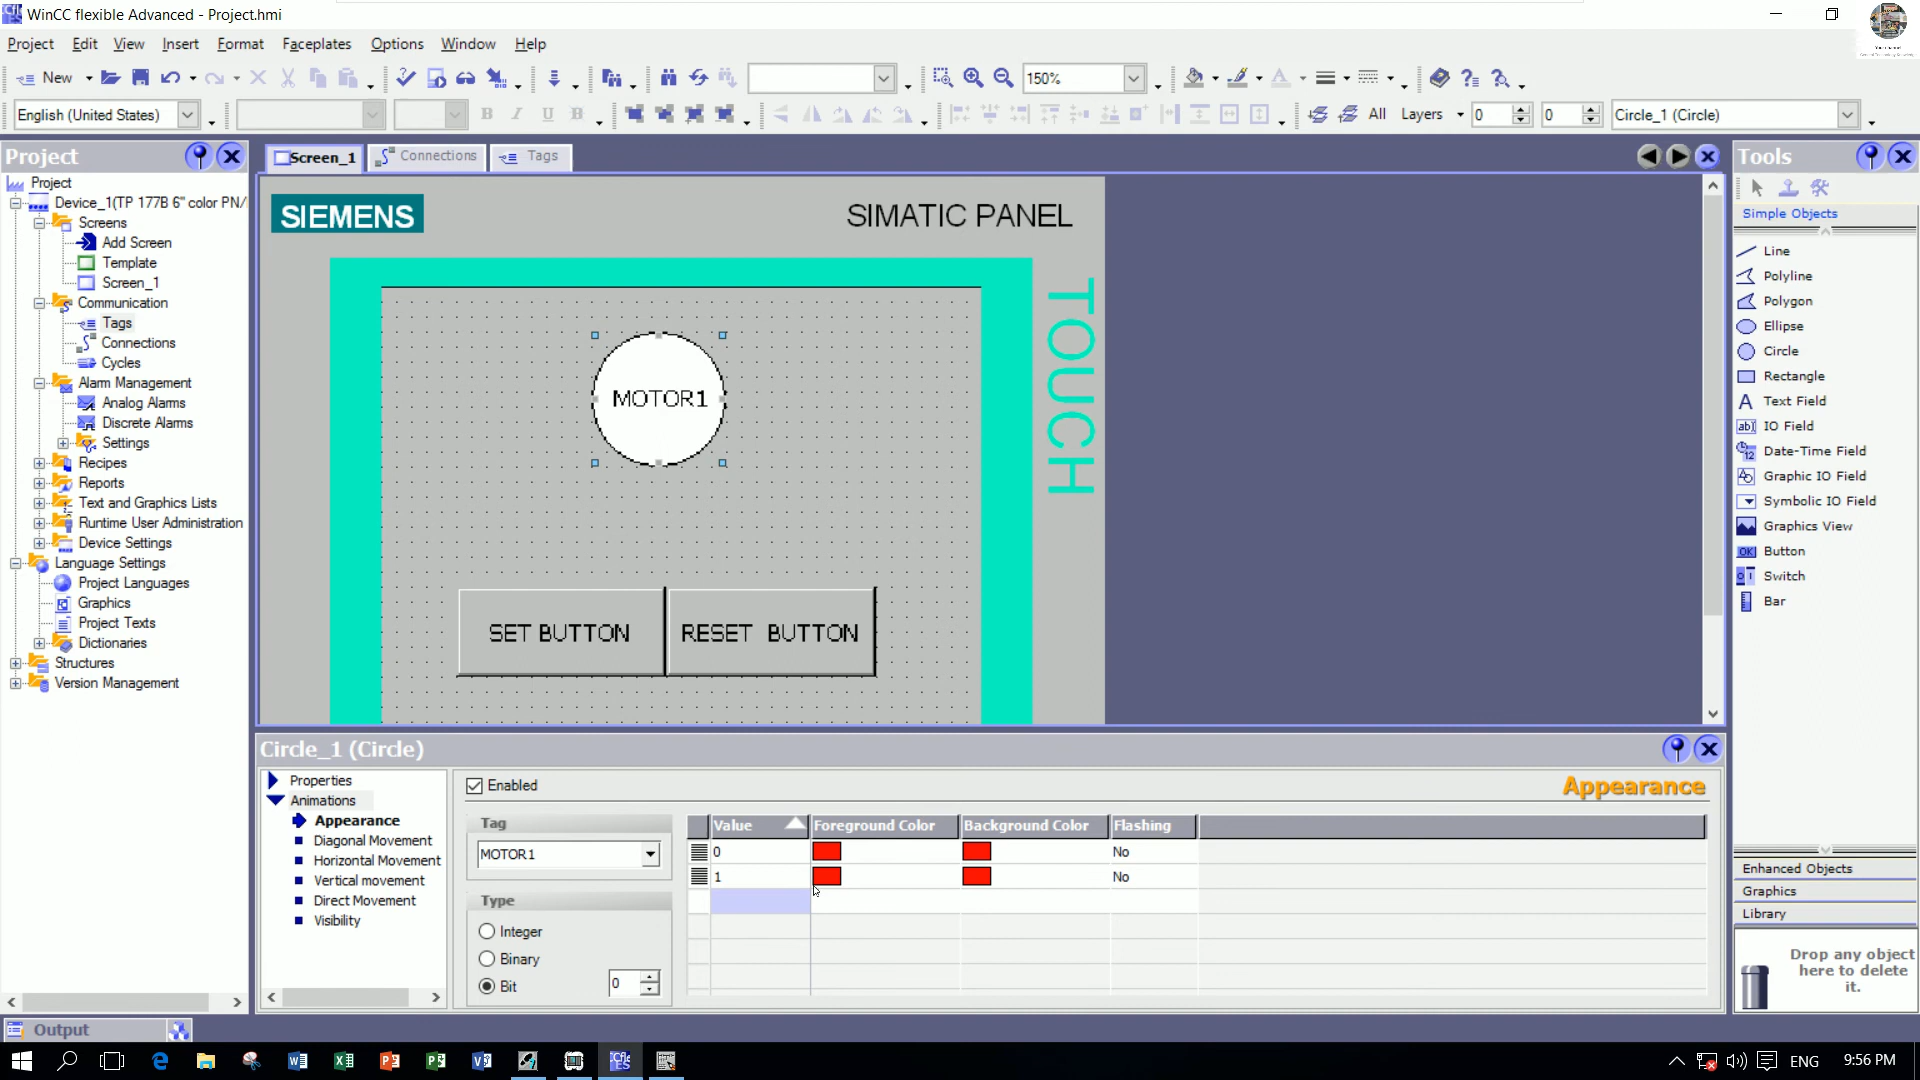 WinCC flexible Advanced - Project.hmi
Project Edit View Insert Format Faceplates Options Window Help
New 150%
English (United States) B I U B All Layers 0 0 Circle_1 (Circle)
Project
Screen_1 Connections Tags
Tools
Project
Device_1(TP 177B 6" color PN/
Screens
Add Screen
Template
Screen_1
Communication
Tags
Connections
Cycles
Alarm Management
Analog Alarms
Discrete Alarms
Settings
Recipes
Reports
Text and Graphics Lists
Runtime User Administration
Device Settings
Language Settings
Project Languages
Graphics
Project Texts
Dictionaries
Structures
Version Management
SIEMENS
SIMATIC PANEL
TOUCH
MOTOR1
SET BUTTON
RESET BUTTON
Simple Objects
Line
Polyline
Polygon
Ellipse
Circle
Rectangle
Text Field
IO Field
Date-Time Field
Graphic IO Field
Symbolic IO Field
Graphics View
Button
Switch
Bar
Enhanced Objects
Graphics
Library
Drop any object
here to delete
it.
Circle_1 (Circle)
Properties
Animations
Appearance
Diagonal Movement
Horizontal Movement
Vertical movement
Direct Movement
Visibility
Enabled
Appearance
Tag
MOTOR1
Type
Integer
Binary
Bit 0
Value Foreground Color Background Color Flashing
0 No
1 No
Output
ENG 9:56 PM